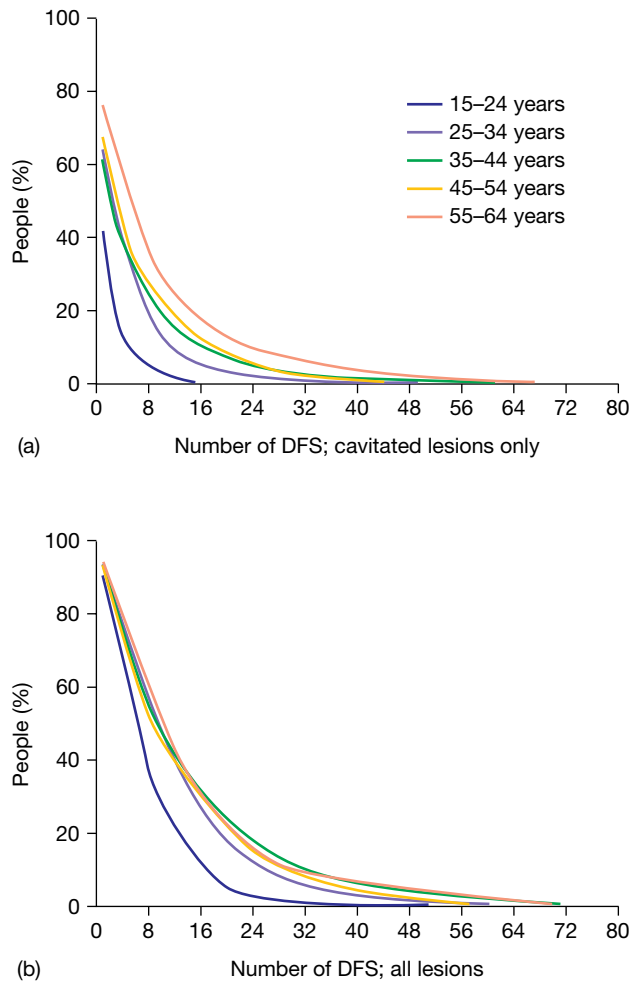 100
80
60
40
20
0
People (%)
15–24 years
25–34 years
35–44 years
45–54 years
55–64 years
0 8 16 24 32 40 48 56 64 72 80
(a) Number of DFS; cavitated lesions only
100
80
60
40
20
0
People (%)
0 8 16 24 32 40 48 56 64 72 80
(b) Number of DFS; all lesions